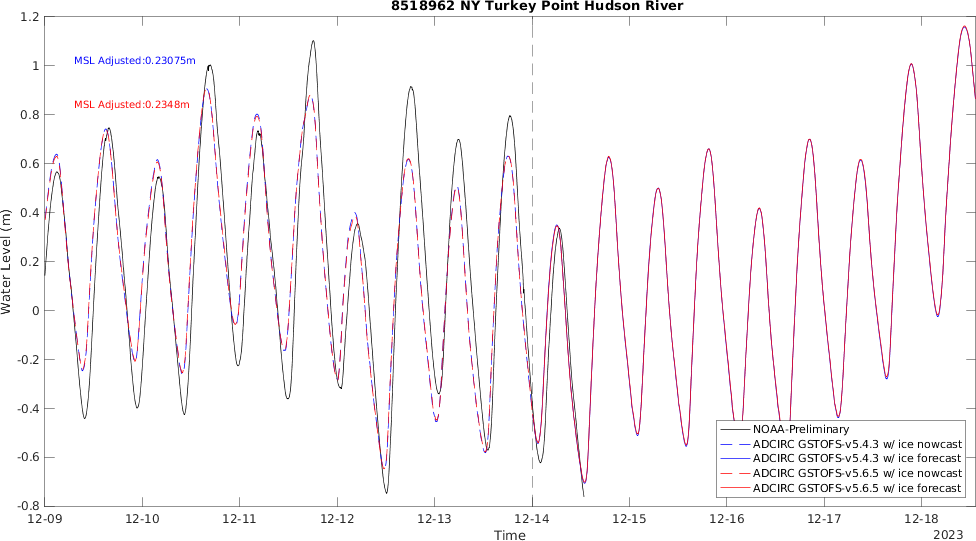 8518962 NY Turkey Point Hudson River
MSL Adjusted:0.23075m
MSL Adjusted:0.2348m
Water Level (m)
1.2
1
0.8
0.6
0.4
0.2
0
-0.2
-0.4
-0.6
-0.8
NOAA-Preliminary
ADCIRC GSTOFS-v5.4.3 w/ ice nowcast
ADCIRC GSTOFS-v5.4.3 w/ ice forecast
ADCIRC GSTOFS-v5.6.5 w/ ice nowcast
ADCIRC GSTOFS-v5.6.5 w/ ice forecast
12-09 12-10 12-11 12-12 12-13 12-14 12-15 12-16 12-17 12-18
Time
2023